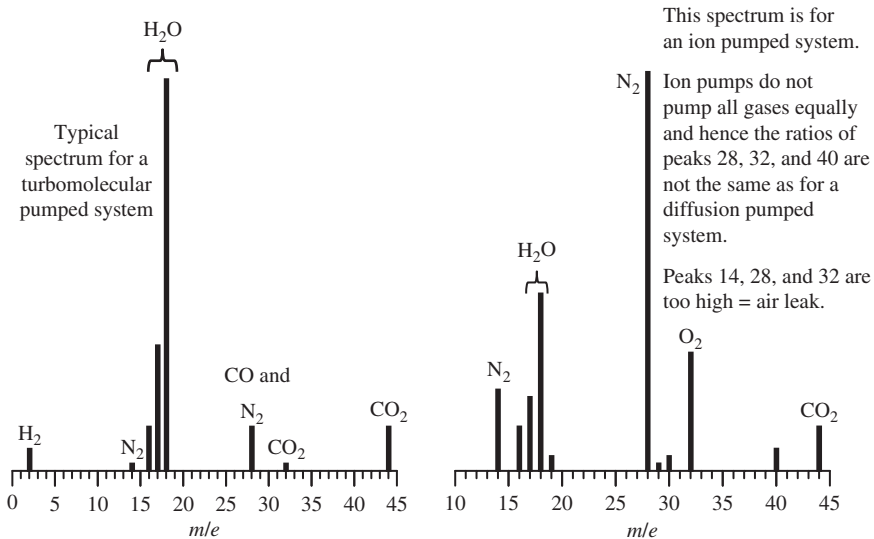 H₂O
Typical
spectrum for a
turbomolecular
pumped system
H₂
N₂
CO and
N₂
CO₂
CO₂
0 5 10 15 20 25 30 35 40 45
m/e
This spectrum is for
an ion pumped system.
N₂
Ion pumps do not
pump all gases equally
and hence the ratios of
peaks 28, 32, and 40 are
not the same as for a
diffusion pumped
system.
Peaks 14, 28, and 32 are
too high = air leak.
H₂O
N₂
O₂
CO₂
10 15 20 25 30 35 40 45
m/e